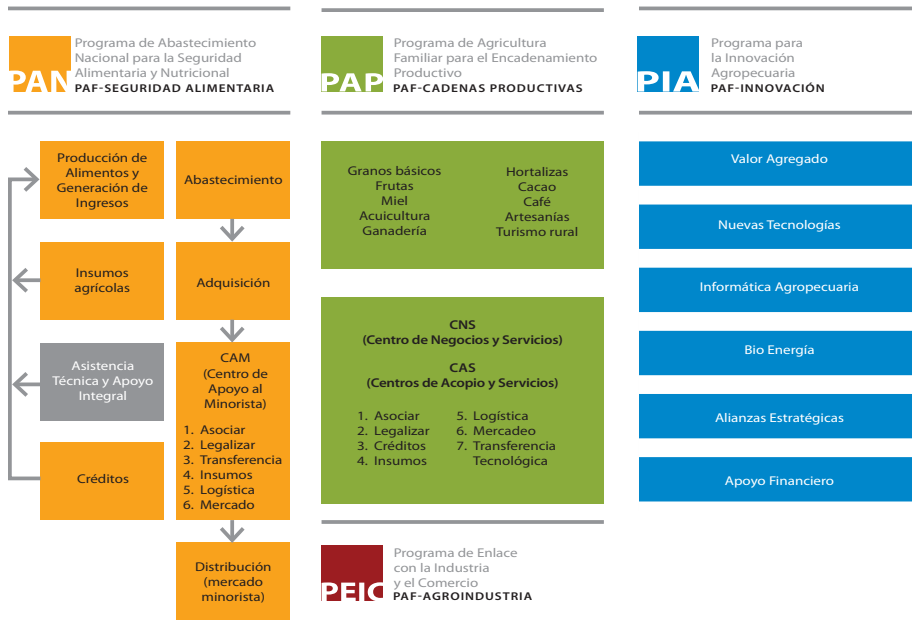 PAN
Programa de Abastecimiento
Nacional para la Seguridad
Alimentaria y Nutricional
PAF-SEGURIDAD ALIMENTARIA
PAP
Programa de Agricultura
Familiar para el Encadenamiento
Productivo
PAF-CADENAS PRODUCTIVAS
PIA
Programa para
la Innovación
Agropecuaria
PAF-INNOVACIÓN
Producción de
Alimentos y
Generación de
Ingresos
Insumos
agrícolas
Asistencia
Técnica y Apoyo
Integral
Créditos
Abastecimiento
Adquisición
CAM
(Centro de
Apoyo al
Minorista)
1. Asociar
2. Legalizar
3. Transferencia
4. Insumos
5. Logística
6. Mercado
Distribución
(mercado
minorista)
Granos básicos
Frutas
Miel
Acuicultura
Ganadería
Hortalizas
Cacao
Café
Artesanías
Turismo rural
CNS
(Centro de Negocios y Servicios)
CAS
(Centros de Acopio y Servicios)
1. Asociar
2. Legalizar
3. Créditos
4. Insumos
5. Logística
6. Mercadeo
7. Transferencia
Tecnológica
PEIC
Programa de Enlace
con la Industria
y el Comercio
PAF-AGROINDUSTRIA
Valor Agregado
Nuevas Tecnologías
Informática Agropecuaria
Bio Energía
Alianzas Estratégicas
Apoyo Financiero